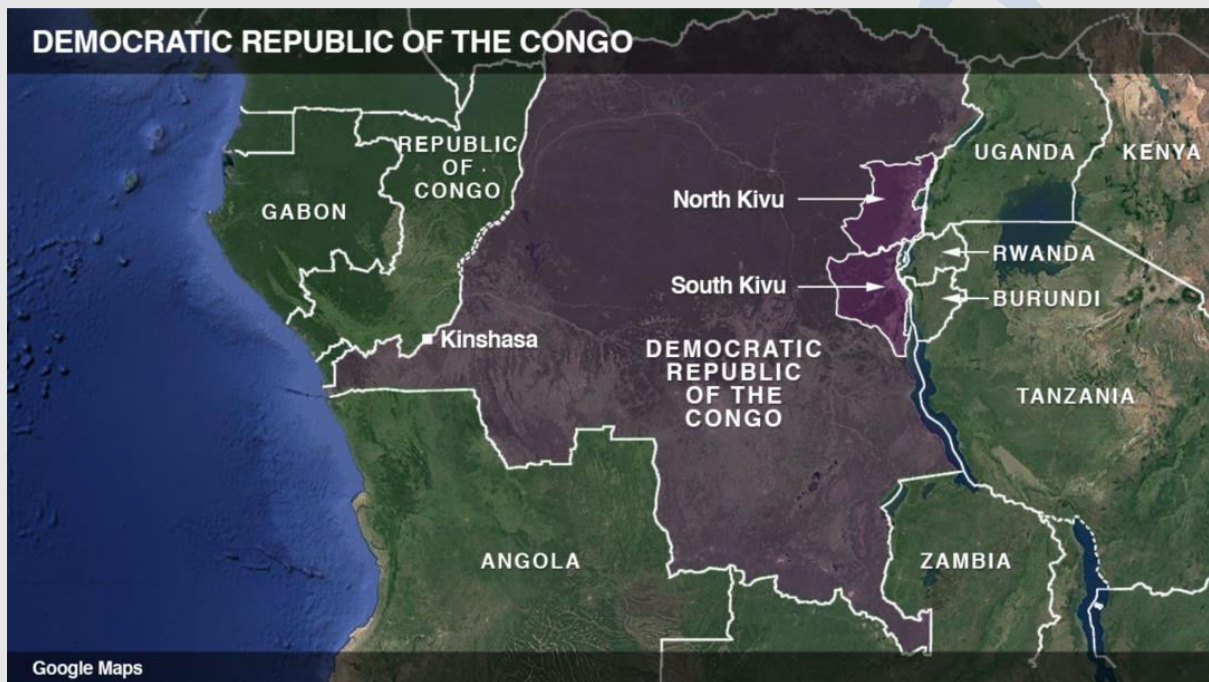 DEMOCRATIC REPUBLIC OF THE CONGO
REPUBLIC
OF
CONGO
UGANDA
KENYA
GABON
North Kivu
RWANDA
South Kivu
BURUNDI
Kinshasa
DEMOCRATIC
REPUBLIC
OF THE
CONGO
TANZANIA
ANGOLA
ZAMBIA
Google Maps